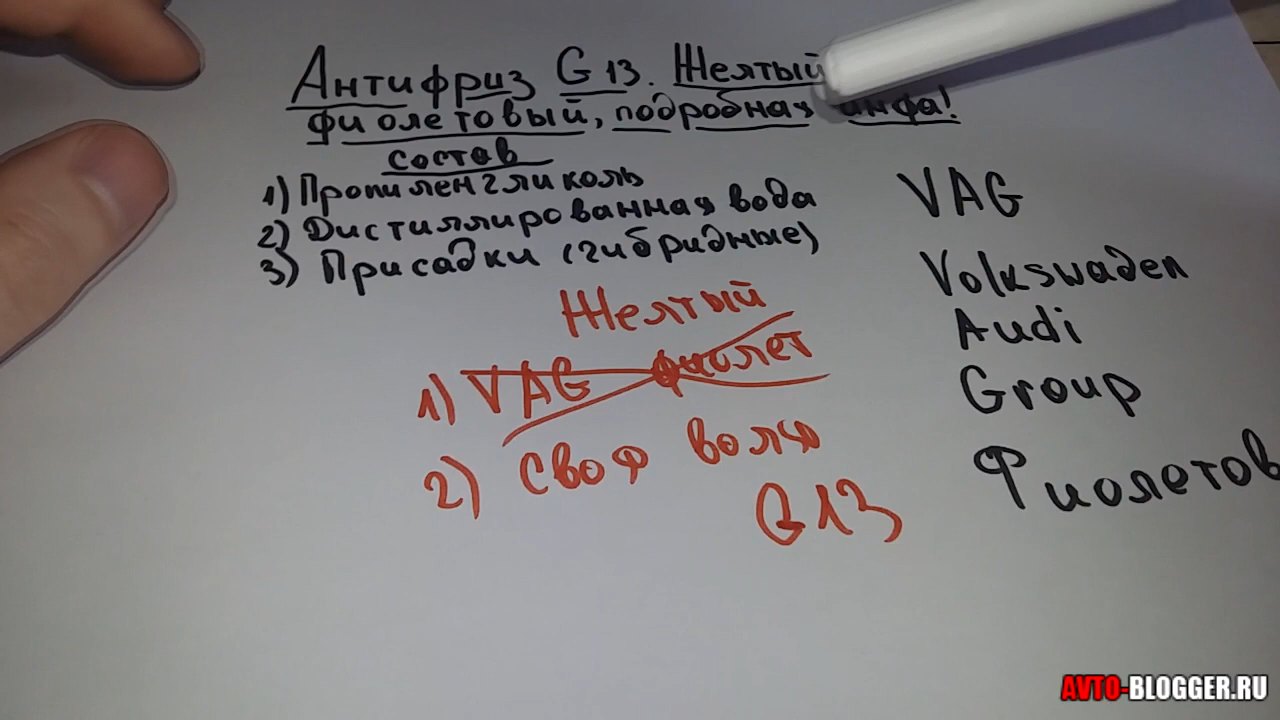 Антифриз G13. Желтый
фиолетовый, подробная инфа!
состав
1) Пропиленгликоль
2) Дистиллированная вода
3) Присадки (гибридные)
Желтый
1) VAG фиолет
2) своя воля
G13
VAG
Volkswaden
Audi
Group
Фиолетов
AVTO-BLOGGER.RU